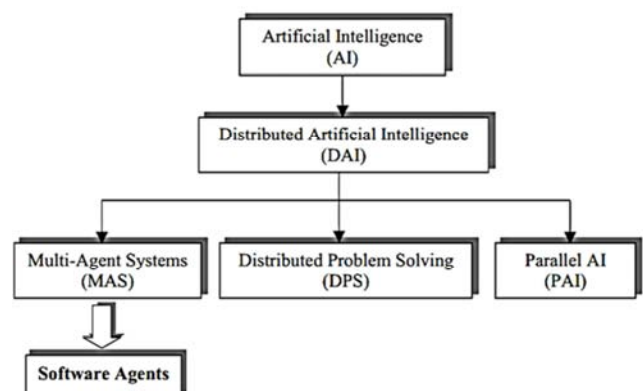 Artificial Intelligence
(AI)
Distributed Artificial Intelligence
(DAI)
Multi-Agent Systems
(MAS)
Distributed Problem Solving
(DPS)
Parallel AI
(PAI)
Software Agents